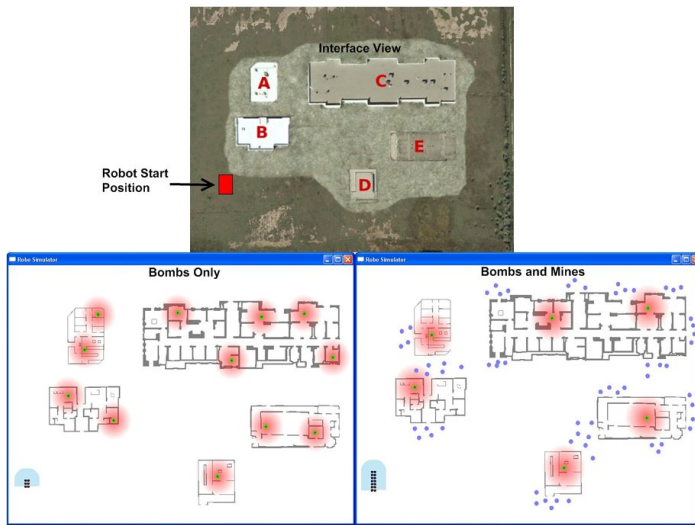 Interface View
A
C
B
E
D
Robot Start
Position
Robo Simulator
Bombs Only
Robo Simulator
Bombs and Mines